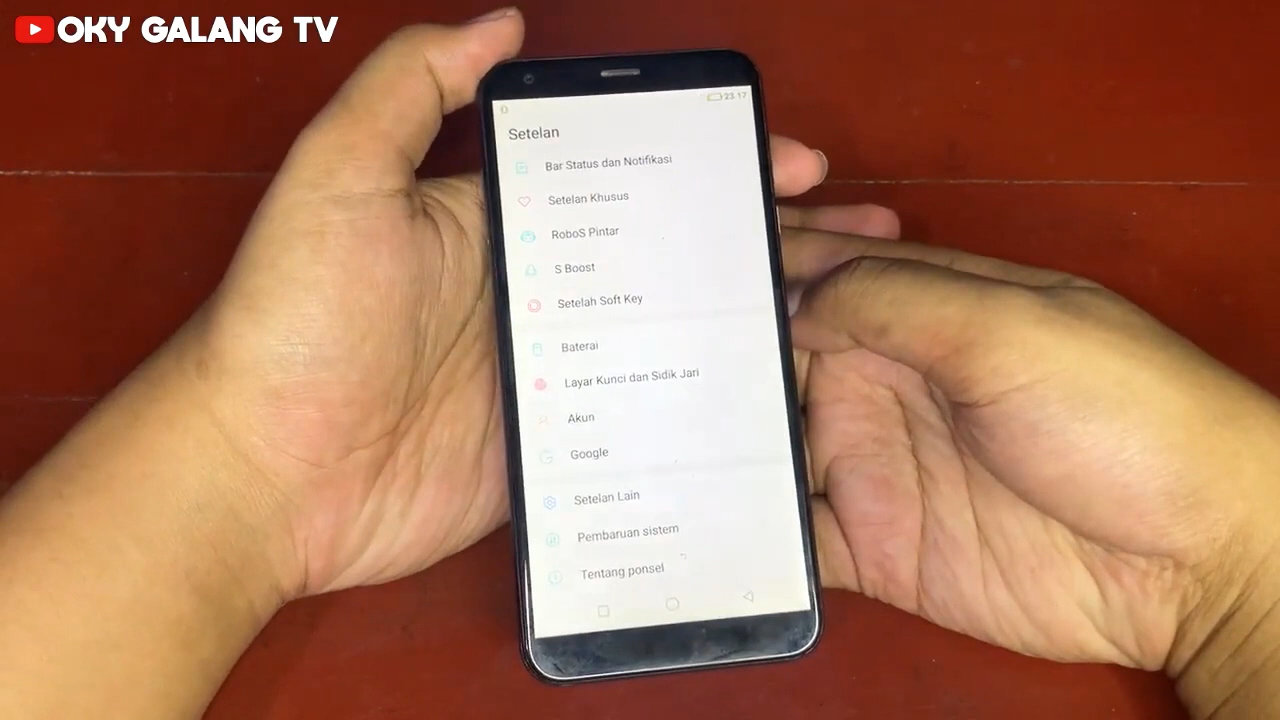 OKY GALANG TV
23.17
Setelan
Bar Status dan Notifikasi
Setelan Khusus
RoboS Pintar
S Boost
Setelah Soft Key
Baterai
Layar Kunci dan Sidik Jari
Akun
Google
Setelan Lain
Pembaruan sistem
Tentang ponsel